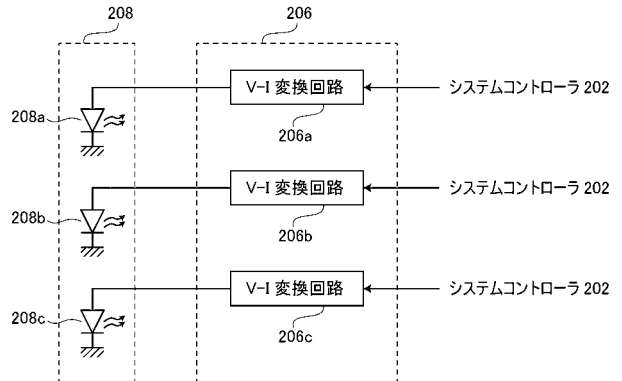 208
206
V-I 変換回路
システムコントローラ 202
208a
206a
V-I 変換回路
システムコントローラ 202
208b
206b
V-I 変換回路
システムコントローラ 202
208c
206c